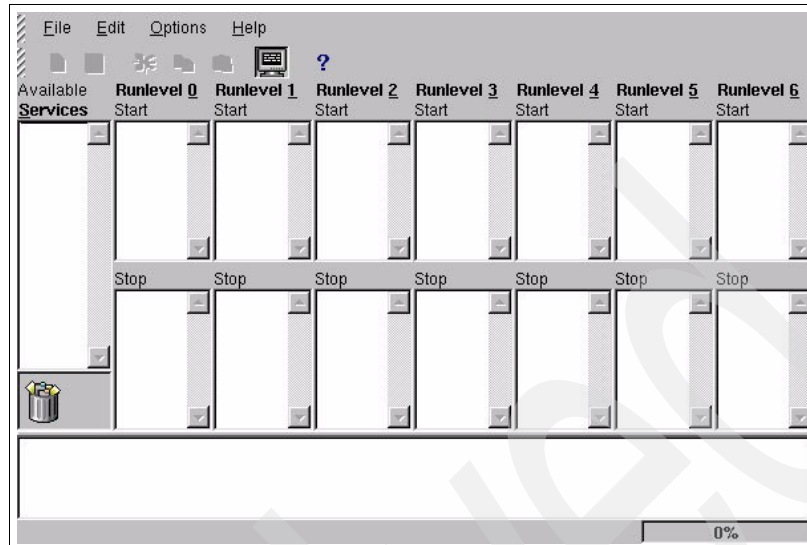 File Edit Options Help
?
Available Services
Runlevel 0 Runlevel 1 Runlevel 2 Runlevel 3 Runlevel 4 Runlevel 5 Runlevel 6
Start Start Start Start Start Start Start
Stop Stop Stop Stop Stop Stop Stop
0%